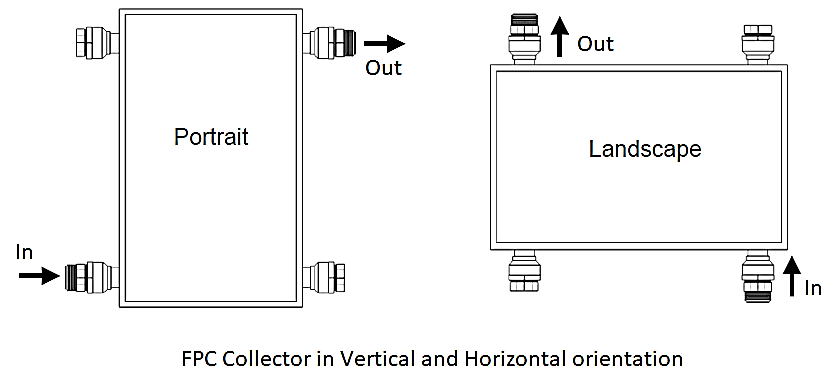 Out
Portrait
In
Out
Landscape
In
FPC Collector in Vertical and Horizontal orientation